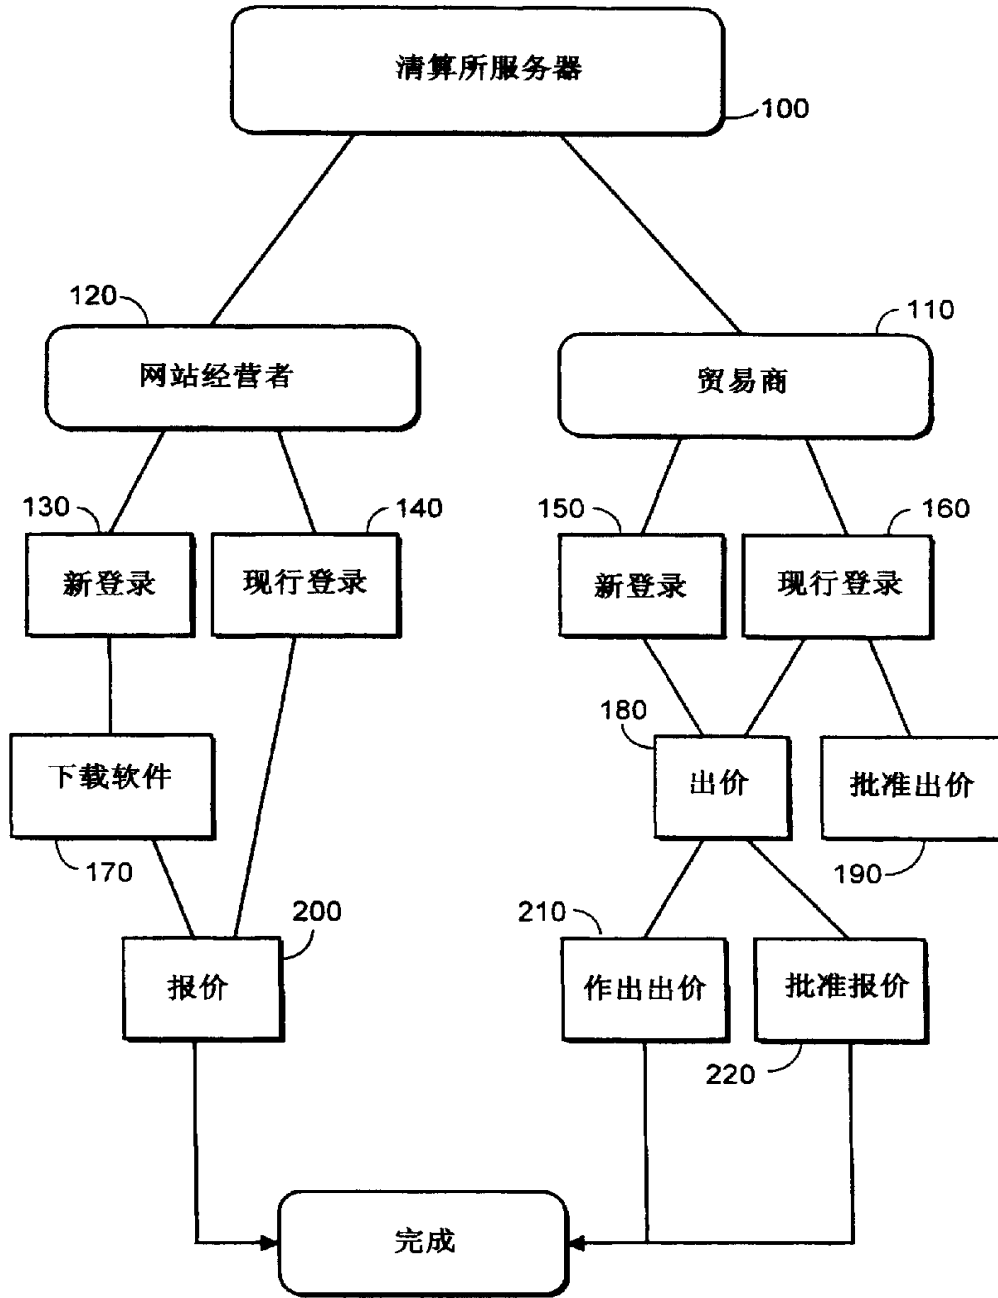 清算所服务器
100
120
网站经营者
110
贸易商
130
新登录
140
现行登录
150
新登录
160
现行登录
下载软件
170
180
出价
批准出价
190
200
报价
210
作出出价
批准报价
220
完成